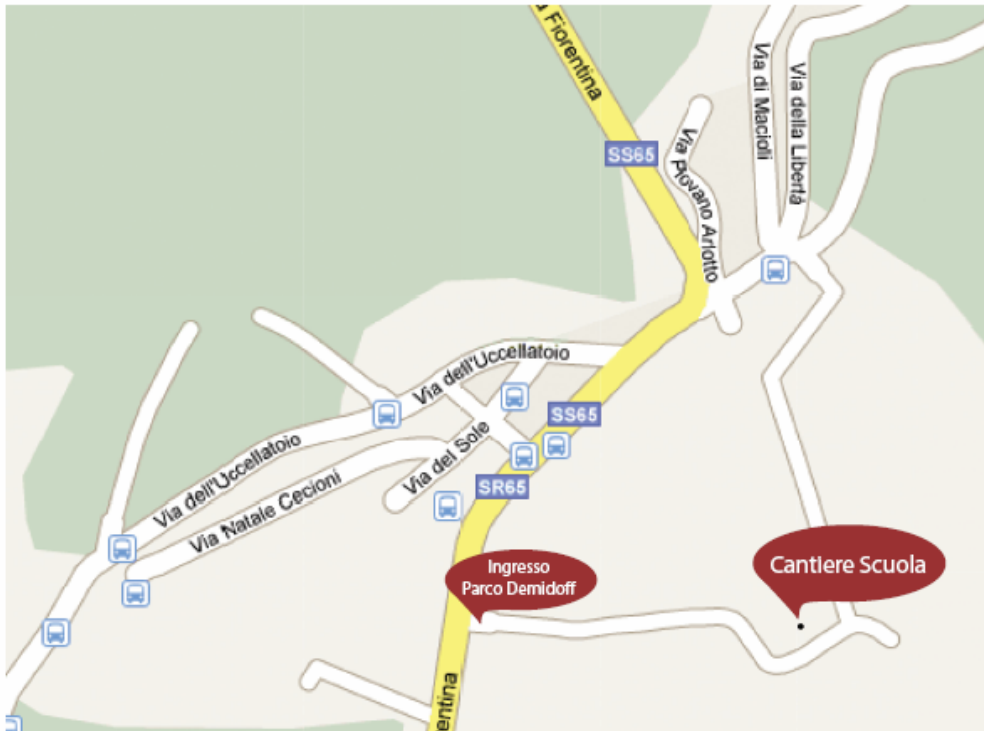 a Fiorentina
SS65
Via Piovano Arlotto
Via di Macioli
Via della Libertà
Via dell'Uccellatoio
SS65
Via del Sole
Via dell'Uccellatoio
Via Natale Cecioni
SR65
Ingresso
Parco Demidoff
Cantiere Scuola
entina